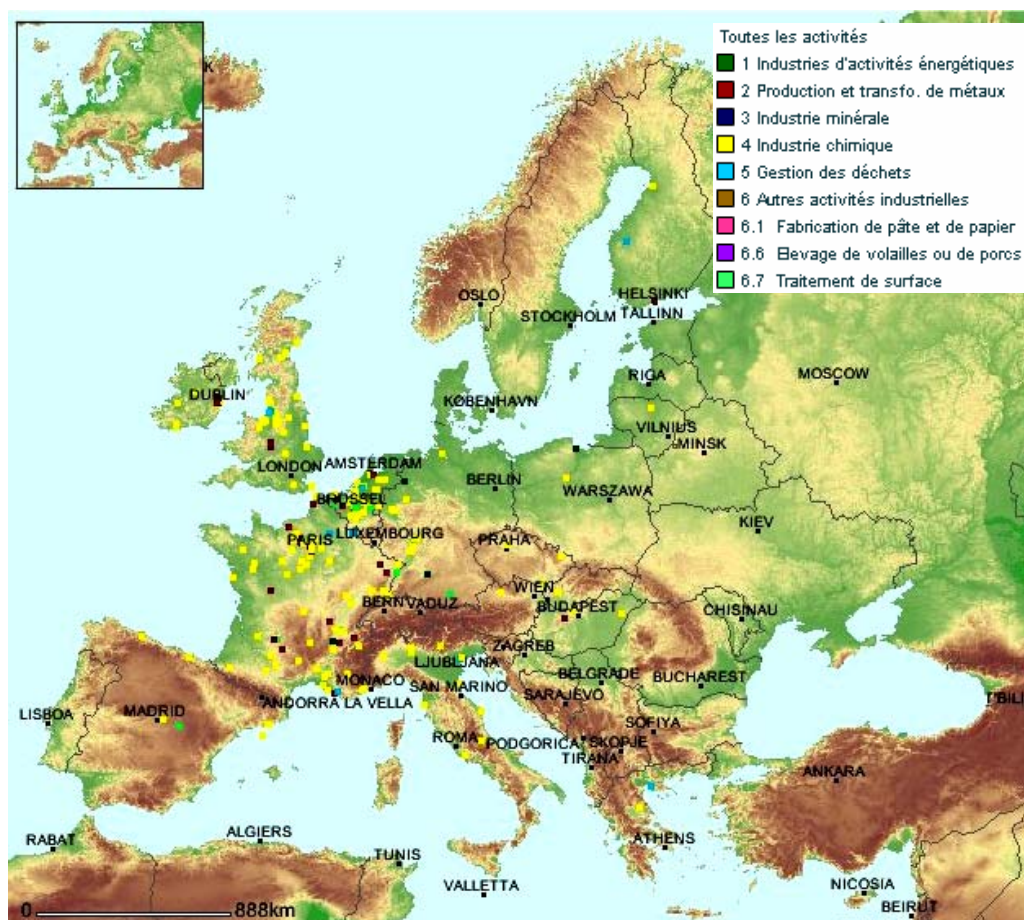 K
Toutes les activités
1 Industries d'activités énergétiques
2 Production et transfo. de métaux
3 Industrie minérale
4 Industrie chimique
5 Gestion des déchets
6 Autres activités industrielles
6.1 Fabrication de pâte et de papier
6.6 Elevage de volailles ou de porcs
6.7 Traitement de surface
OSLO
HELSINKI
STOCKHOLM
TALLINN
RIGA
MOSCOW
DUBLIN
KØBENHAVN
VILNIUS
MINSK
LONDON
AMSTERDAM
BERLIN
WARSZAWA
BRUSSEL
KIEV
PARIS
LUXEMBOURG
PRAHA
WIEN
BERN
VADUZ
BUDAPEST
CHISINAU
ZAGREB
LJUBLJANA
MONACO
SAN MARINO
BELGRADE
BUCHAREST
SARAJEVO
ANDORRA LA VELLA
LISBOA
MADRID
SOFIYA
ROMA
PODGORICA
SKOPJE
TIRANA
T'BILI
ANKARA
RABAT
ALGIERS
TUNIS
ATHENS
VALLETTA
NICOSIA
BEIRUT
0
888km